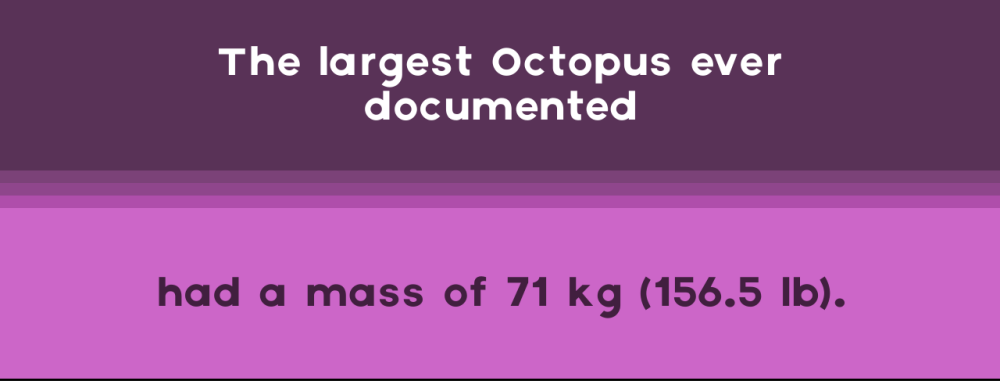 The largest Octopus ever
documented
had a mass of 71 kg (156.5 lb).